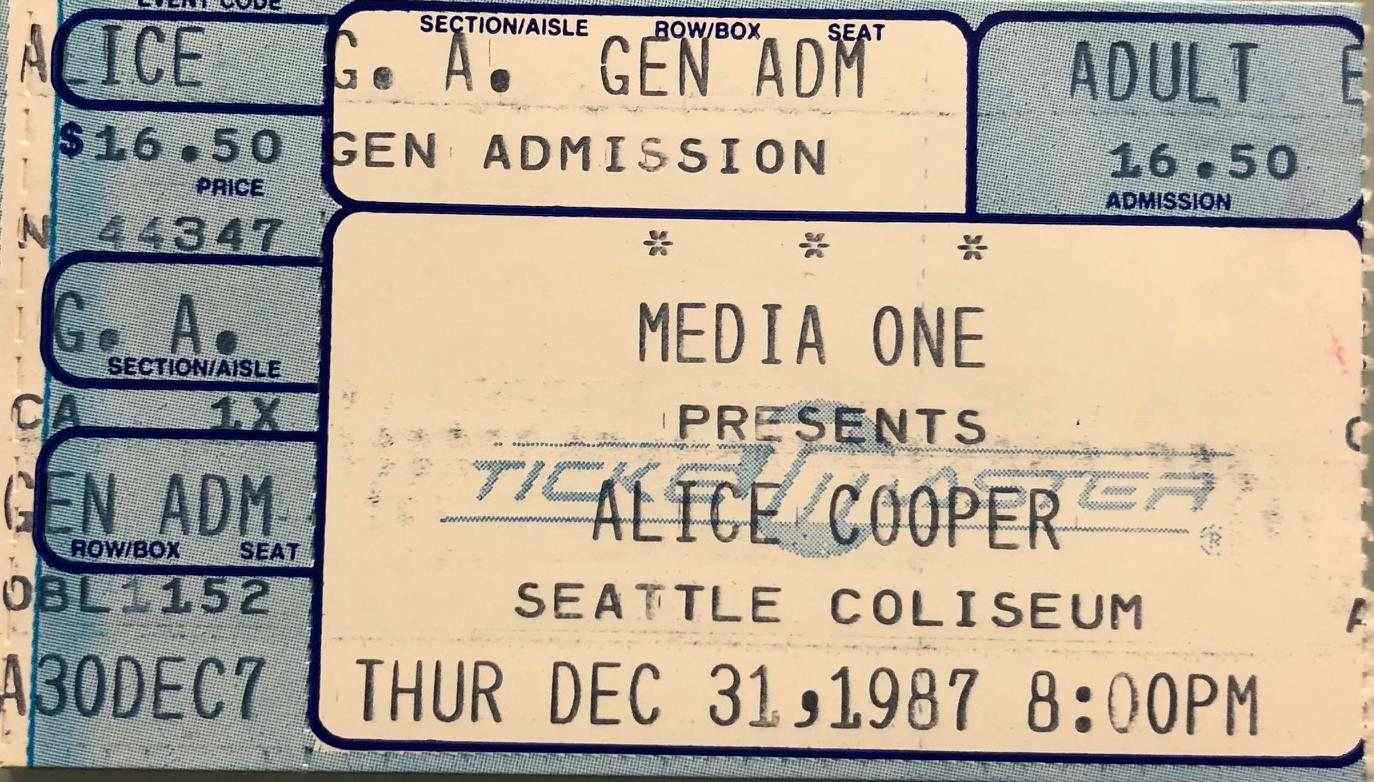 EVENT CODE
ALICE
$16.50
PRICE
N 44347
G. A.
SECTION/AISLE
CA 1X
GEN ADM
ROW/BOX SEAT
OBL1152
A30DEC7
SECTION/AISLE ROW/BOX SEAT
G. A. GEN ADM
GEN ADMISSION
ADULT
16.50
ADMISSION
* * *
MEDIA ONE
PRESENTS
TICKETMASTER ®
ALICE COOPER
SEATTLE COLISEUM
THUR DEC 31,1987 8:00PM